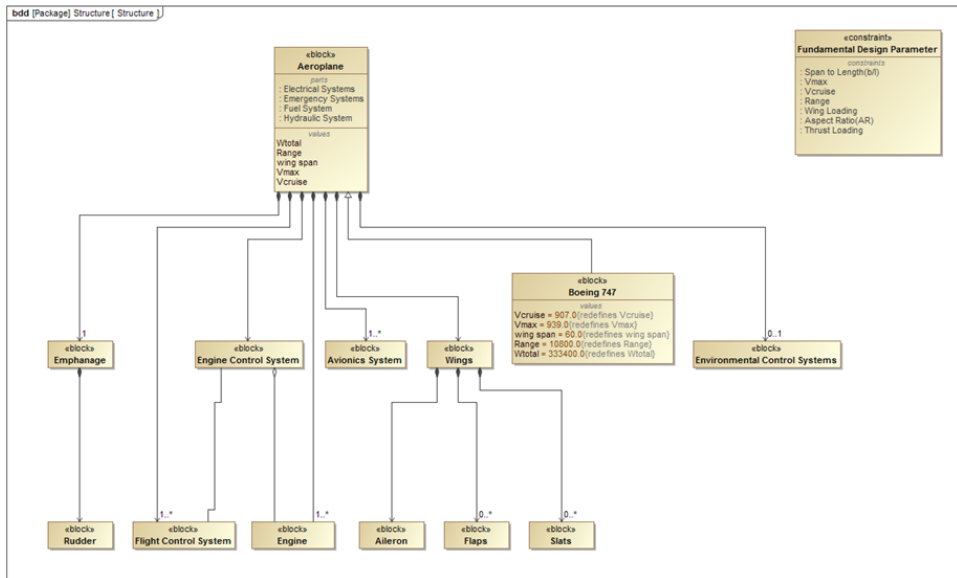 bdd [Package] Structure [ Structure ]
«block»
Aeroplane
parts
: Electrical Systems
: Emergency Systems
: Fuel System
: Hydraulic System
values
Wtotal
Range
wing span
Vmax
Vcruise
«constraint»
Fundamental Design Parameter
constraints
: Span to Length(b/l)
: Vmax
: Vcruise
: Range
: Wing Loading
: Aspect Ratio(AR)
: Thrust Loading
«block»
Boeing 747
values
Vcruise = 907.0{redefines Vcruise}
Vmax = 939.0{redefines Vmax}
wing span = 60.0{redefines wing span}
Range = 10800.0{redefines Range}
Wtotal = 333400.0{redefines Wtotal}
1
«block»
Emphanage
«block»
Engine Control System
1..*
«block»
Avionics System
«block»
Wings
0..1
«block»
Environmental Control Systems
«block»
Rudder
1..*
«block»
Flight Control System
1..*
«block»
Engine
«block»
Aileron
0..*
«block»
Flaps
0..*
«block»
Slats